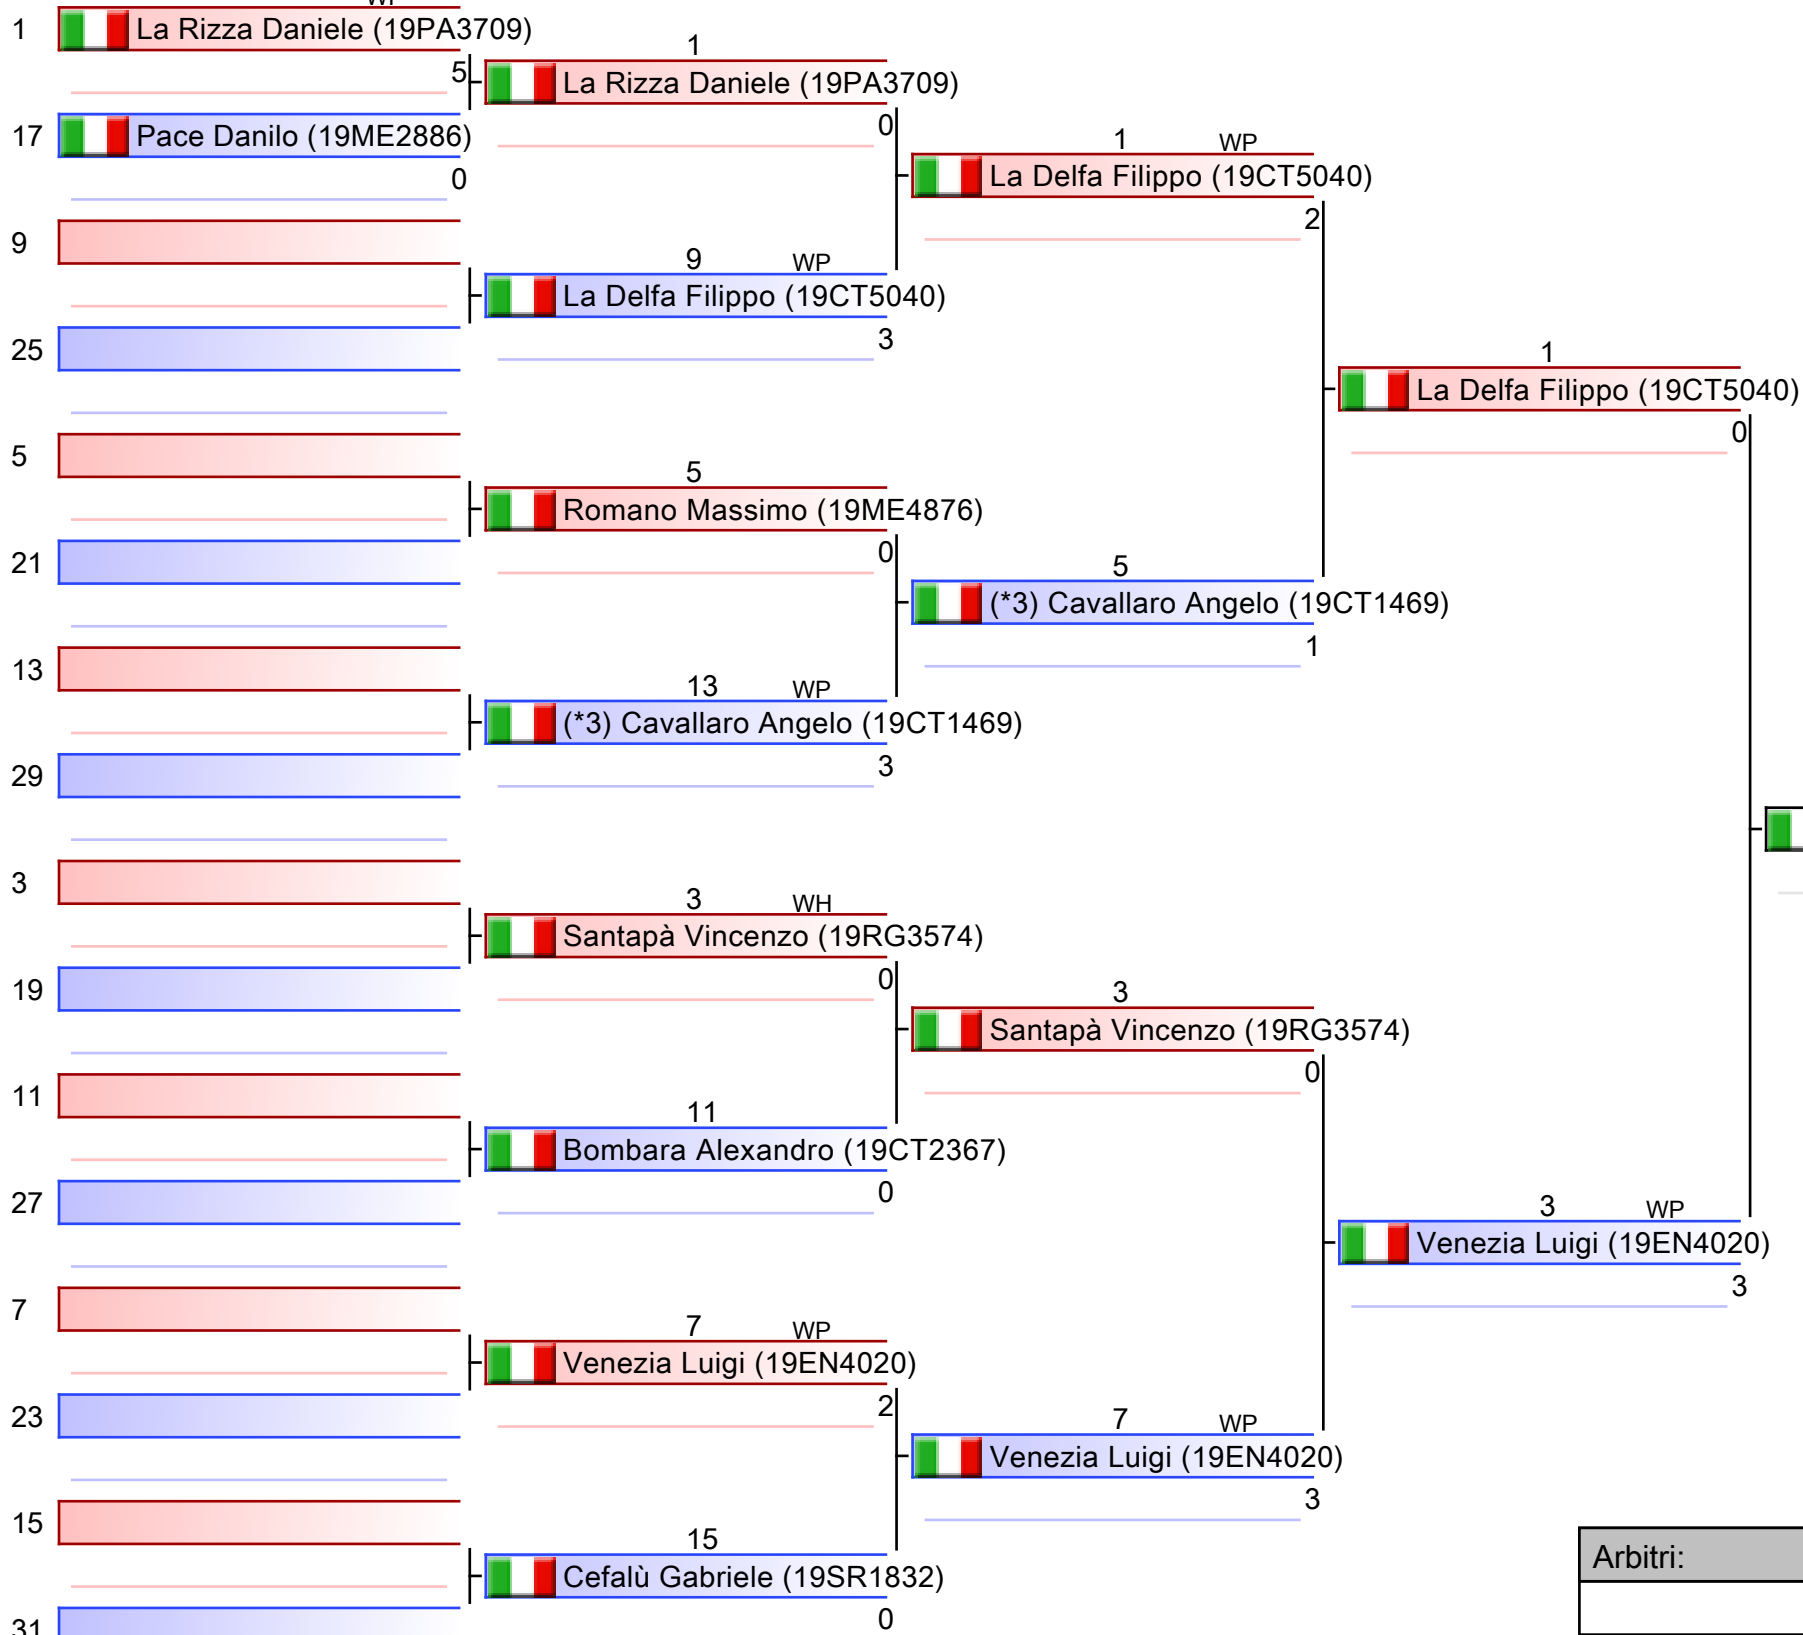 WP
1 La Rizza Daniele (19PA3709)
5
17 Pace Danilo (19ME2886)
0
9
25
5
21
13
29
3
19
11
27
7
23
15
31
1
La Rizza Daniele (19PA3709)
0
9 WP
La Delfa Filippo (19CT5040)
3
5
Romano Massimo (19ME4876)
0
13 WP
(*3) Cavallaro Angelo (19CT1469)
3
3 WH
Santapà Vincenzo (19RG3574)
0
11
Bombara Alexandro (19CT2367)
0
7 WP
Venezia Luigi (19EN4020)
2
15
Cefalù Gabriele (19SR1832)
0
1 WP
La Delfa Filippo (19CT5040)
2
5
(*3) Cavallaro Angelo (19CT1469)
1
3
Santapà Vincenzo (19RG3574)
0
7 WP
Venezia Luigi (19EN4020)
3
1
La Delfa Filippo (19CT5040)
0
3 WP
Venezia Luigi (19EN4020)
3
Arbitri: